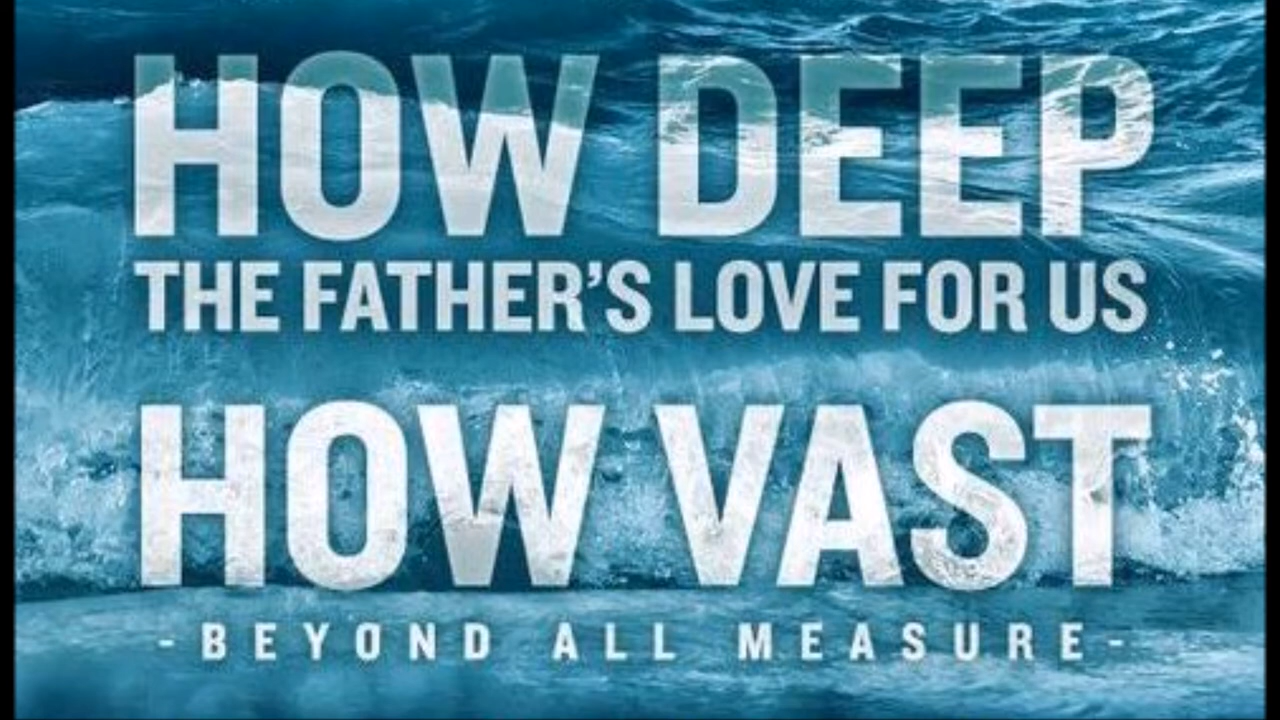 HOW DEEP
THE FATHER'S LOVE FOR US
HOW VAST
-BEYOND ALL MEASURE-